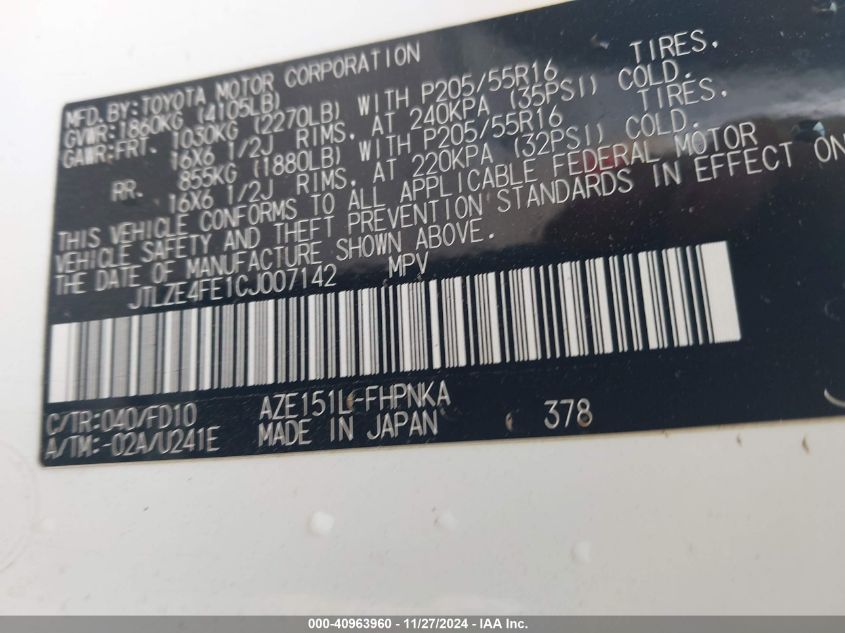 MFD.BY:TOYOTA MOTOR CORPORATION
GVWR:1860KG (4105LB)
GAWR:FRT. 1030KG (2270LB) WITH P205/55R16 TIRES.
16X6 1/2J RIMS. AT 240KPA (35PSI) COLD.
RR. 855KG (1880LB) WITH P205/55R16 TIRES.
16X6 1/2J RIMS. AT 220KPA (32PSI) COLD.
THIS VEHICLE CONFORMS TO ALL APPLICABLE FEDERAL MOTOR
VEHICLE SAFETY AND THEFT PREVENTION STANDARDS IN EFFECT ON
THE DATE OF MANUFACTURE SHOWN ABOVE.
JTLZE4FE1CJ007142 MPV
C/TR:040/FD10 AZE151L-FHPNKA
A/TM:-02A/U241E MADE IN JAPAN 378
000-40963960 - 11/27/2024 - IAA Inc.